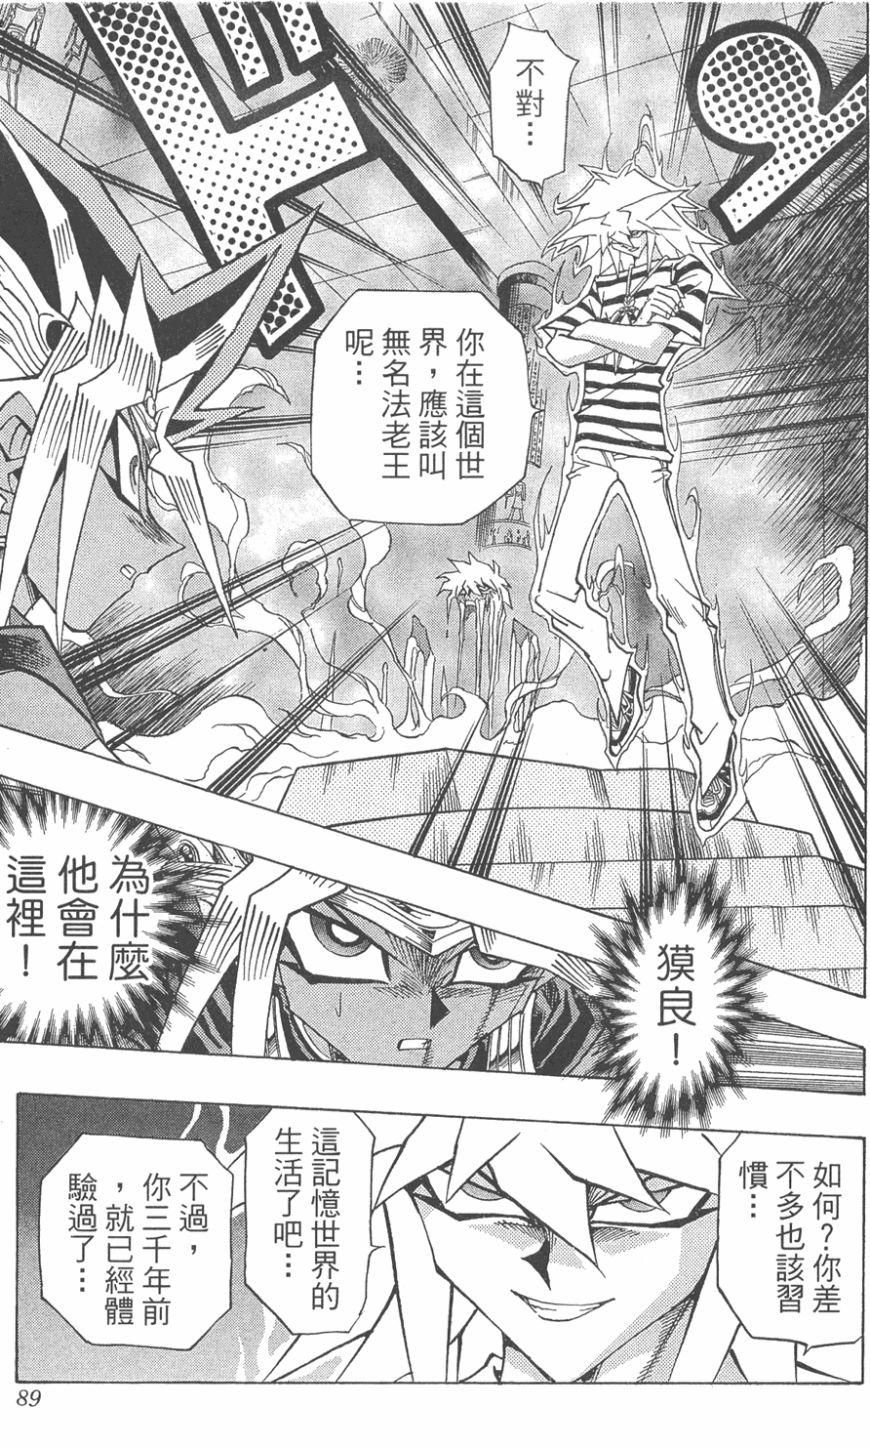 不對…
你在這個世
界，應該叫
無名法老王
呢…
獏良！
為什麼
他會在
這裡！
如何？你差
不多也該習
慣…
這記憶世界的
生活了吧…
不過，
你三千年前
，就已經體
驗過了…
89